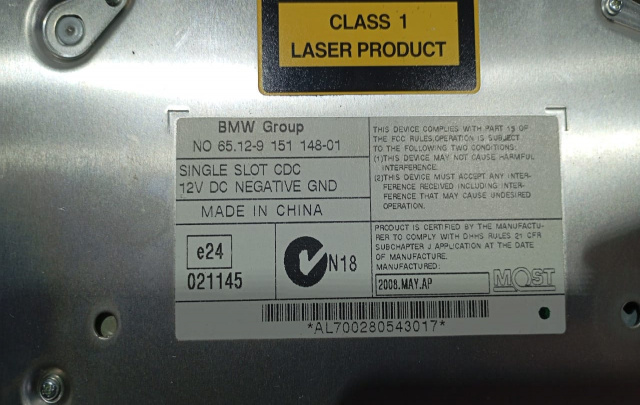 CLASS 1
LASER PRODUCT
BMW Group
NO 65.12-9 151 148-01
SINGLE SLOT CDC
12V DC NEGATIVE GND
MADE IN CHINA
e24
021145
N18
THIS DEVICE COMPLIES WITH PART 15 OF
THE FCC RULES,OPERATION IS SUBJECT
TO THE FOLLOWING TWO CONDITIONS:
(1)THIS DEVICE MAY NOT CAUSE HARMFUL
INTERFERENCE.
(2)THIS DEVICE MUST ACCEPT ANY INTER-
FERENCE RECEIVED INCLUDING INTER-
FERENCE THAT MAY CAUSE UNDESIRED
OPERATION.
PRODUCT IS CERTIFIED BY THE MANUFACTU-
RER TO COMPLY WITH DHHS RULES 21 CFR
SUBCHAPTER J APPLICATION AT THE DATE
OF MANUFACTURE.
MANUFACTURED:
2008.MAY.AP
MOST
*AL700280543017*